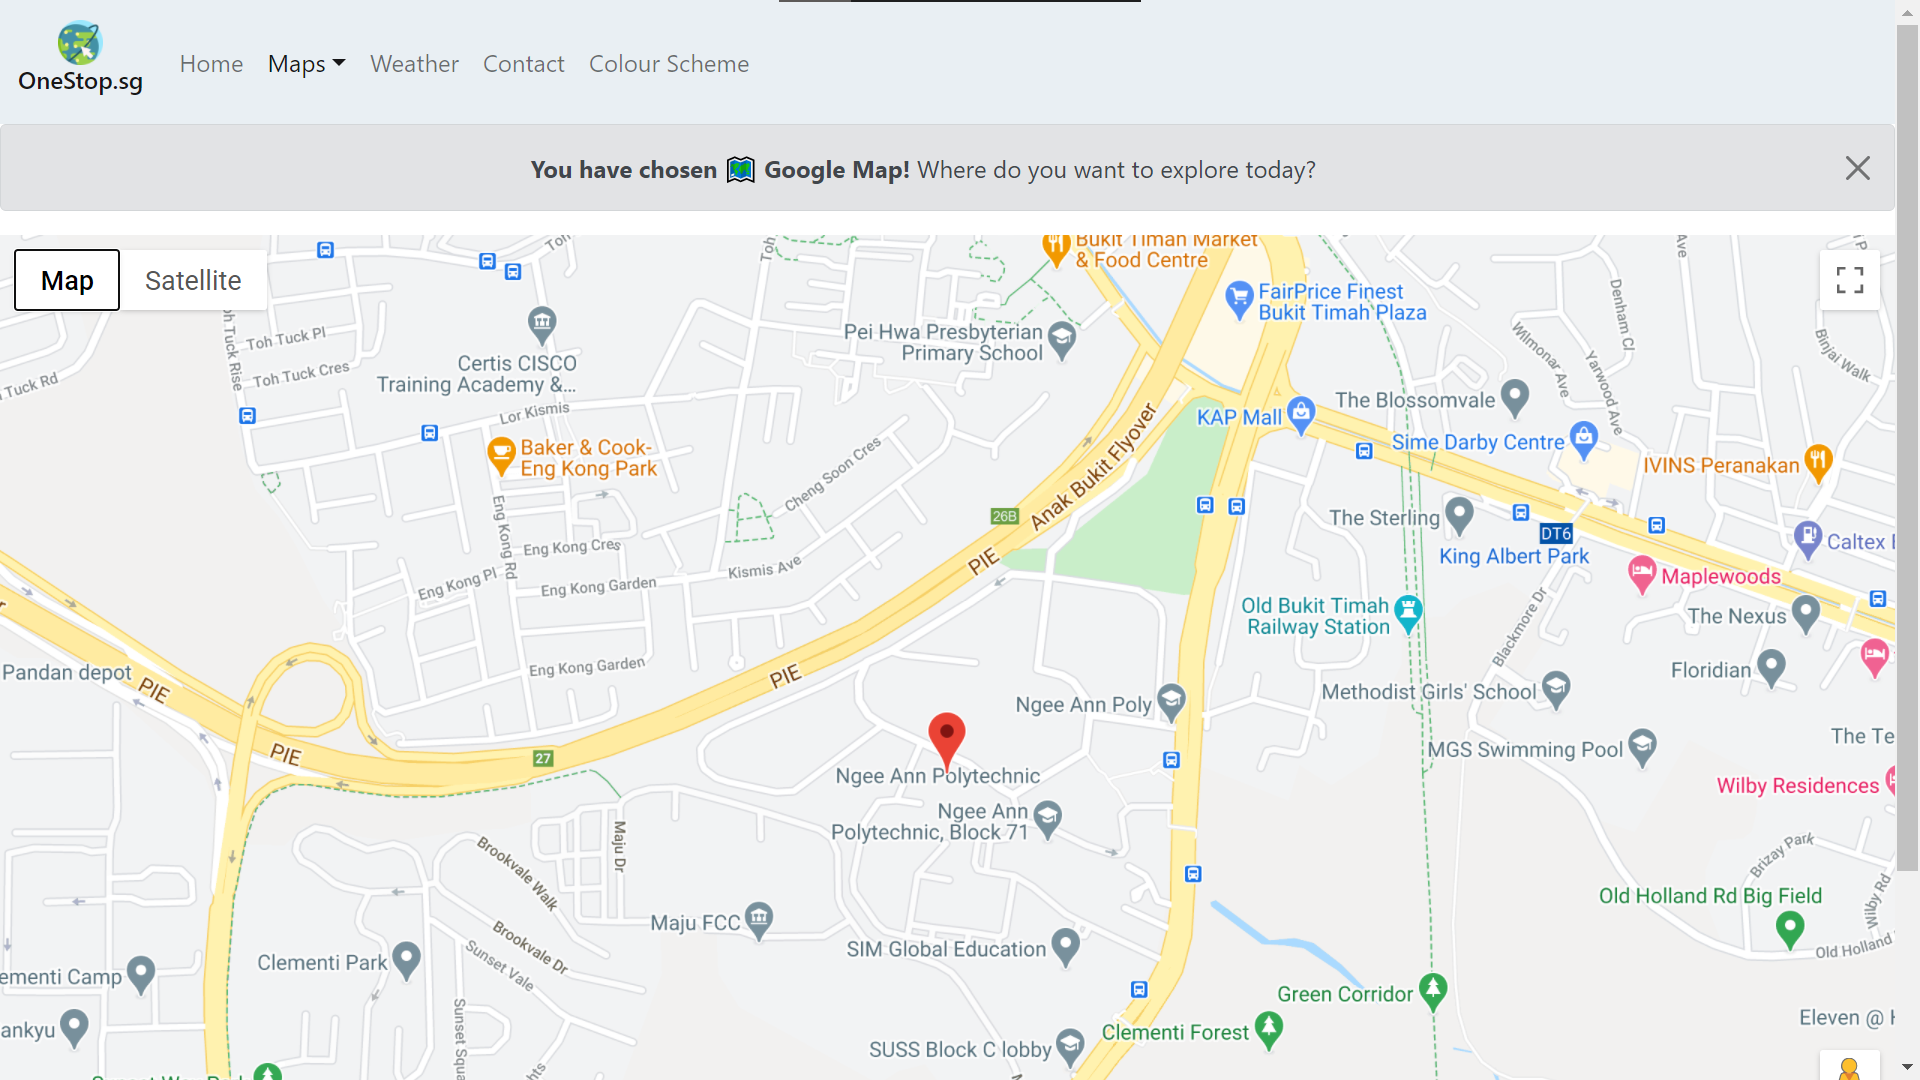 OneStop.sg
Home
Maps
Weather
Contact
Colour Scheme
You have chosen Google Map! Where do you want to explore today?
Map
Satellite
Bukit Timah Market
& Food Centre
FairPrice Finest
Bukit Timah Plaza
Pei Hwa Presbyterian
Primary School
Certis CISCO
Training Academy &...
Toh Tuck Pl
Toh Tuck Cres
Toh Tuck Rise
Tuck Rd
Toh
Toh
Lor Kismis
Baker & Cook-
Eng Kong Park
Cheng Soon Cres
Eng Kong Rd
Eng Kong Cres
Eng Kong Pl
Eng Kong Garden
Kismis Ave
Eng Kong Garden
26B
Anak Bukit Flyover
PIE
KAP Mall
The Blossomvale
Sime Darby Centre
IVINS Peranakan
Wilmonar Ave
Yarwood Ave
Denham Cl
Binjai Walk
Ave
The Sterling
DT6
King Albert Park
Caltex
Maplewoods
The Nexus
Floridian
Blackmore Dr
Old Bukit Timah
Railway Station
Methodist Girls' School
MGS Swimming Pool
The Te
Wilby Residences
Pandan depot
PIE
PIE
PIE
27
Ngee Ann Poly
Ngee Ann Polytechnic
Ngee Ann
Polytechnic, Block 71
Maju Dr
Brookvale Walk
Brookvale Dr
Sunset Vale
Sunset Squa
Maju FCC
SIM Global Education
Clementi Park
ementi Camp
ankyu
SUSS Block C lobby
Clementi Forest
Green Corridor
Brizay Park
Wilby Rd
Old Holland Rd Big Field
Old Holland
Eleven @ H